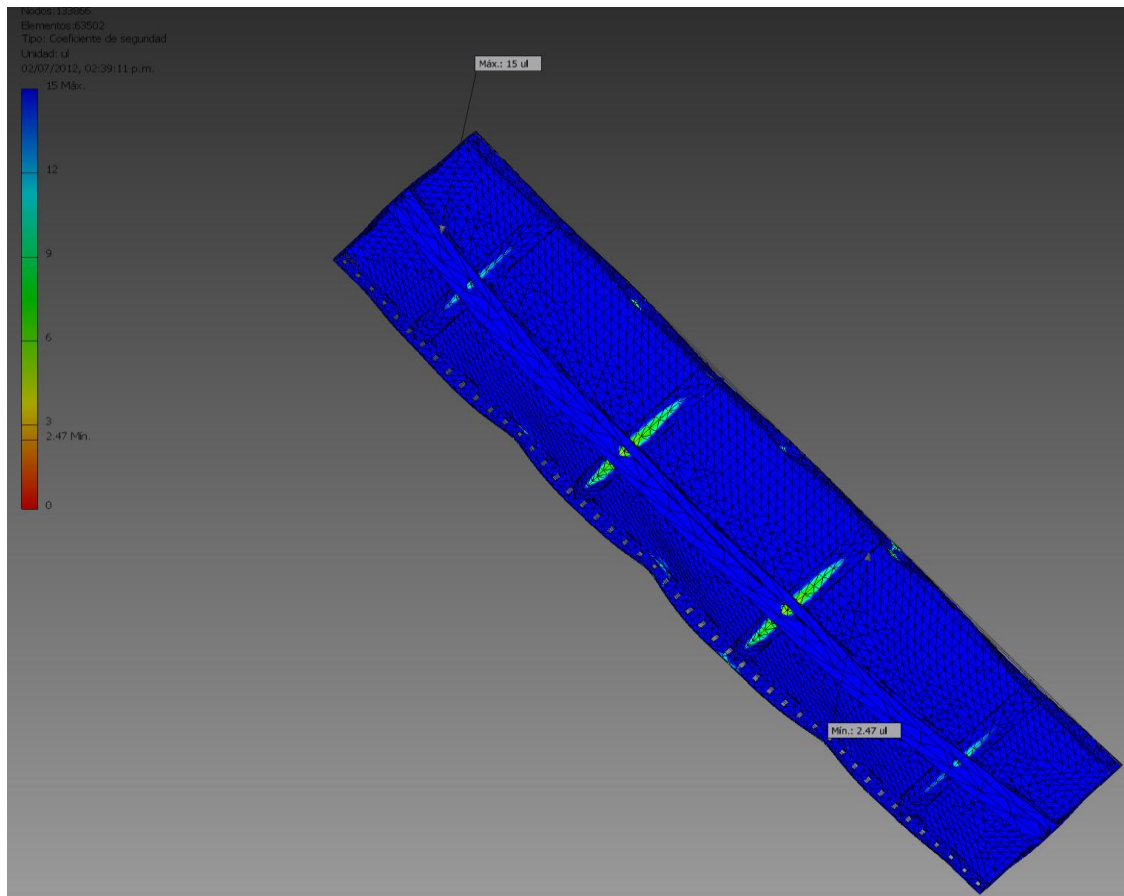 Nodos:133866
Elementos:63502
Tipo: Coeficiente de seguridad
Unidad: ul
02/07/2012, 02:39:11 p.m.
15 Máx.
12
9
6
3
2.47 Mín.
0
Máx.: 15 ul
Mín.: 2.47 ul